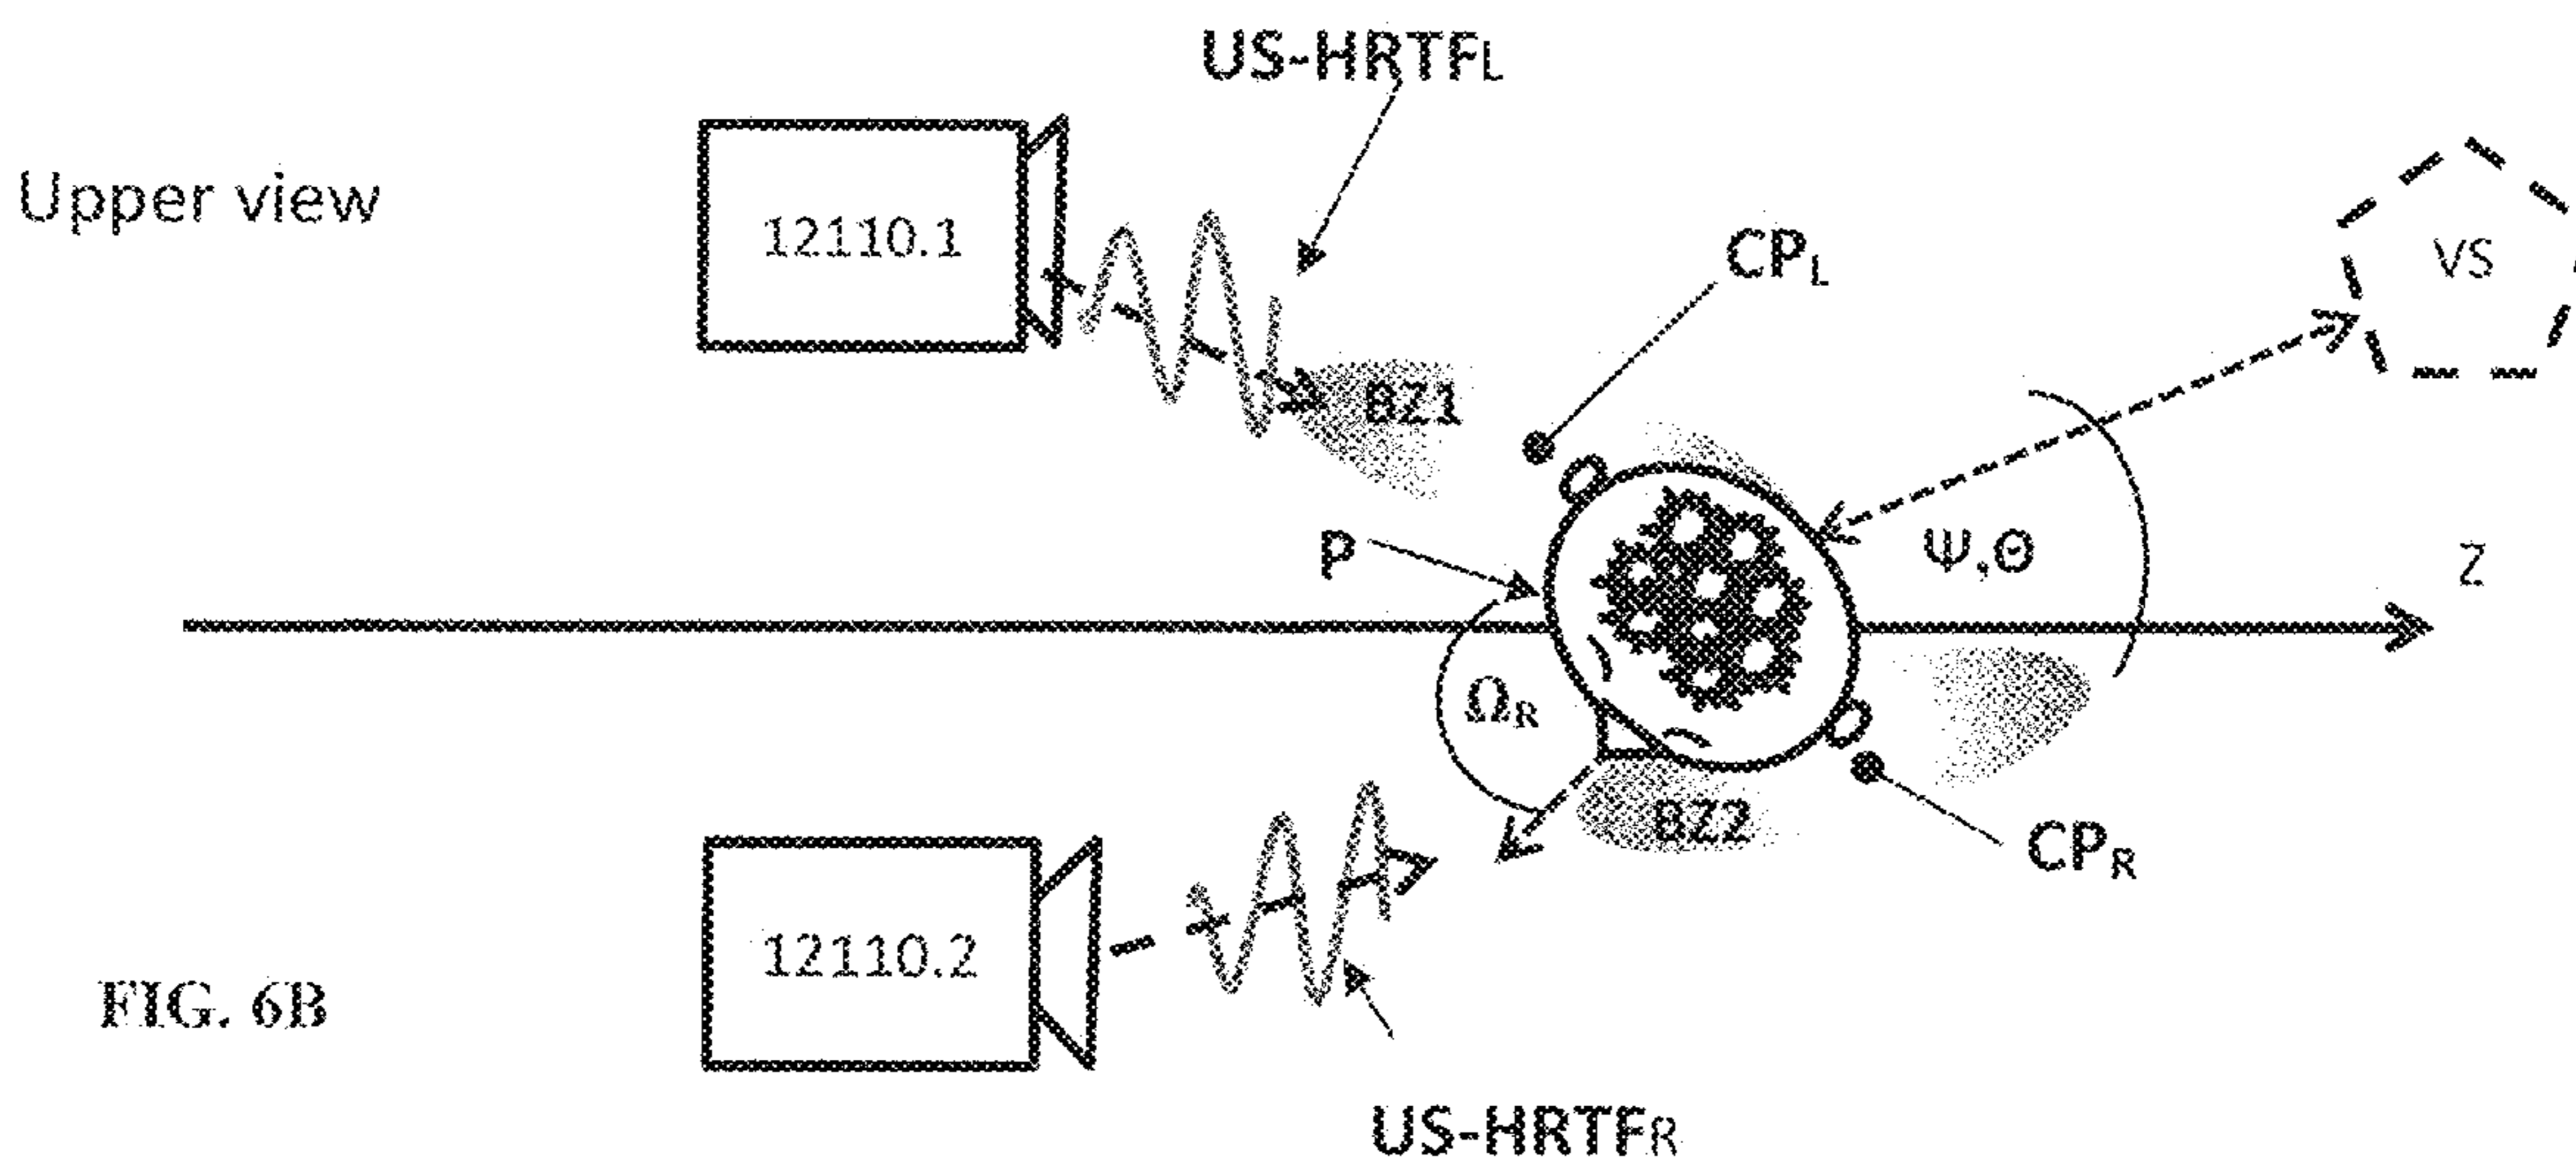 US-HRTFL
Upper view
12110.1
VS
CPL
BZ1
P
Ψ,Θ
Z
ΩR
BZ2
CPR
12110.2
FIG. 6B
US-HRTFR